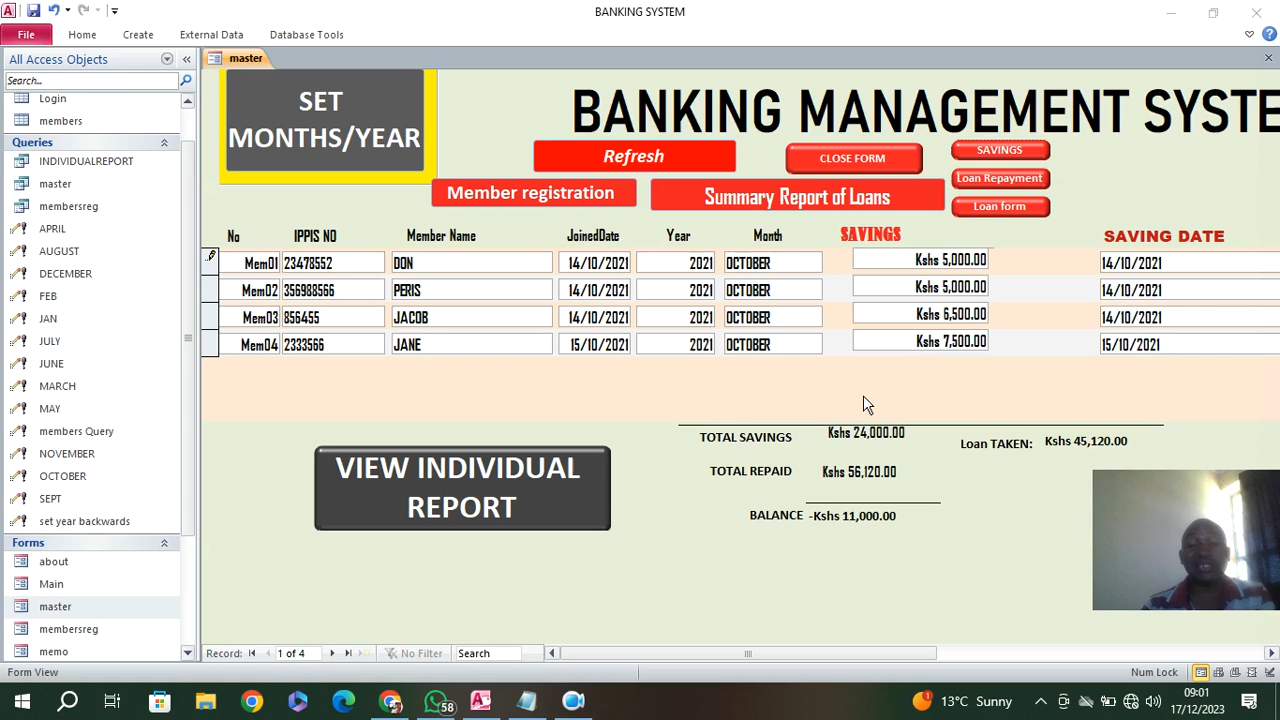 BANKING SYSTEM
File Home Create External Data Database Tools
All Access Objects
Search...
Login
members
Queries
INDIVIDUALREPORT
master
membersreg
APRIL
AUGUST
DECEMBER
FEB
JAN
JULY
JUNE
MARCH
MAY
members Query
NOVEMBER
OCTOBER
SEPT
set year backwards
Forms
about
Main
master
membersreg
memo
master
SET
MONTHS/YEAR
BANKING MANAGEMENT SYSTE
Refresh
CLOSE FORM
SAVINGS
Loan Repayment
Loan form
Member registration
Summary Report of Loans
No IPPIS NO Member Name JoinedDate Year Month SAVINGS SAVING DATE
Mem01 23478552 DON 14/10/2021 2021 OCTOBER Kshs 5,000.00 14/10/2021
Mem02 356988566 PERIS 14/10/2021 2021 OCTOBER Kshs 5,000.00 14/10/2021
Mem03 856455 JACOB 14/10/2021 2021 OCTOBER Kshs 6,500.00 14/10/2021
Mem04 2333566 JANE 15/10/2021 2021 OCTOBER Kshs 7,500.00 15/10/2021
TOTAL SAVINGS Kshs 24,000.00 Loan TAKEN: Kshs 45,120.00
TOTAL REPAID Kshs 56,120.00
BALANCE -Kshs 11,000.00
VIEW INDIVIDUAL
REPORT
Record: 1 of 4 No Filter Search
Form View Num Lock
58
1 13°C Sunny
09:01
17/12/2023